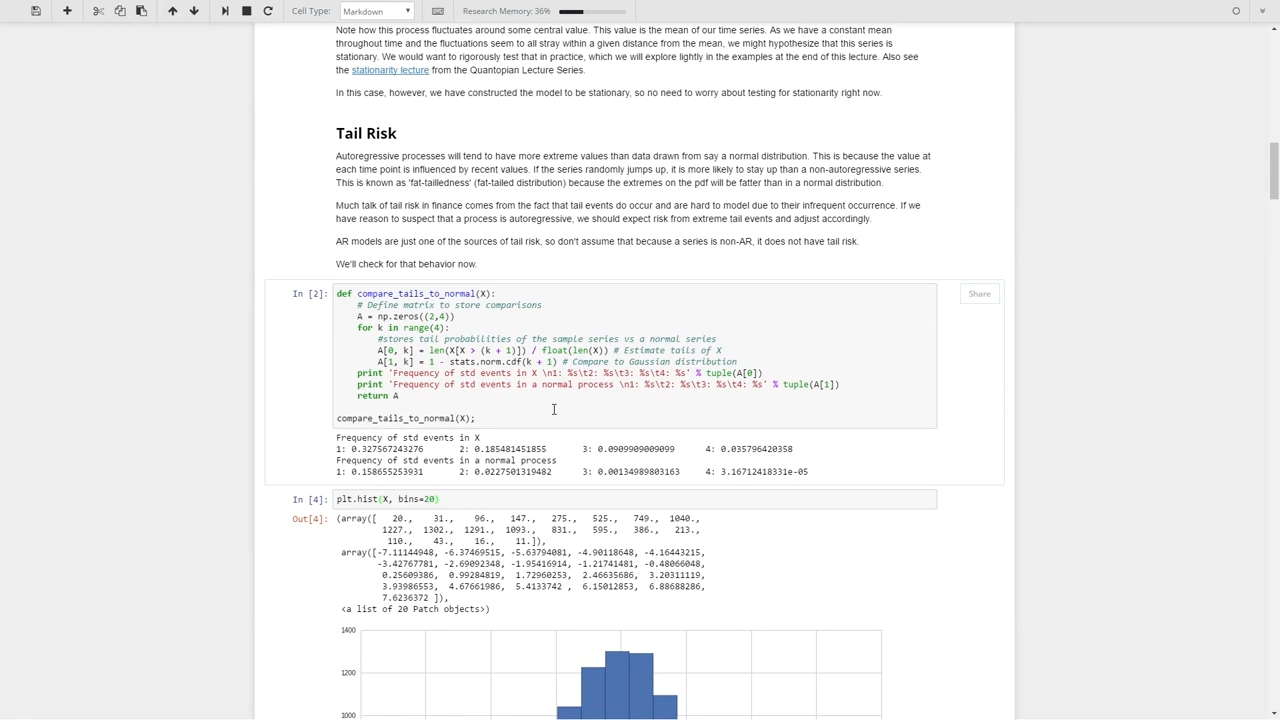 Cell Type: Markdown Research Memory: 36%
Note how this process fluctuates around some central value. This value is the mean of our time series. As we have a constant mean
throughout time and the fluctuations seem to all stray within a given distance from the mean, we might hypothesize that this series is
stationary. We would want to rigorously test that in practice, which we will explore lightly in the examples at the end of this lecture. Also see
the stationarity lecture from the Quantopian Lecture Series.
In this case, however, we have constructed the model to be stationary, so no need to worry about testing for stationarity right now.
Tail Risk
Autoregressive processes will tend to have more extreme values than data drawn from say a normal distribution. This is because the value at
each time point is influenced by recent values. If the series randomly jumps up, it is more likely to stay up than a non-autoregressive series.
This is known as 'fat-tailledness' (fat-tailed distribution) because the extremes on the pdf will be fatter than in a normal distribution.
Much talk of tail risk in finance comes from the fact that tail events do occur and are hard to model due to their infrequent occurrence. If we
have reason to suspect that a process is autoregressive, we should expect risk from extreme tail events and adjust accordingly.
AR models are just one of the sources of tail risk, so don't assume that because a series is non-AR, it does not have tail risk.
We'll check for that behavior now.
In [2]: def compare_tails_to_normal(X): Share
# Define matrix to store comparisons
A = np.zeros((2,4))
for k in range(4):
#stores tail probabilities of the sample series vs a normal series
A[0, k] = len(X[X > (k + 1)]) / float(len(X)) # Estimate tails of X
A[1, k] = 1 - stats.norm.cdf(k + 1) # Compare to Gaussian distribution
print 'Frequency of std events in X \n1: %s\t2: %s\t3: %s\t4: %s' % tuple(A[0])
print 'Frequency of std events in a normal process \n1: %s\t2: %s\t3: %s\t4: %s' % tuple(A[1])
return A
compare_tails_to_normal(X);
Frequency of std events in X
1: 0.327567243276 2: 0.185481451855 3: 0.0909909009099 4: 0.035796420358
Frequency of std events in a normal process
1: 0.158655253931 2: 0.0227501319482 3: 0.00134989803163 4: 3.16712418331e-05
In [4]: plt.hist(X, bins=20)
Out[4]: (array([ 20., 31., 96., 147., 275., 525., 749., 1040.,
1227., 1302., 1291., 1093., 831., 595., 386., 213.,
110., 43., 16., 11.]),
array([-7.11144948, -6.37469515, -5.63794081, -4.90118648, -4.16443215,
-3.42767781, -2.69092348, -1.95416914, -1.21741481, -0.48066048,
0.25609386, 0.99284819, 1.72960253, 2.46635686, 3.20311119,
3.93986553, 4.67661986, 5.4133742 , 6.15012853, 6.88688286,
7.6236372 ]),
<a list of 20 Patch objects>)
1400
1200
1000